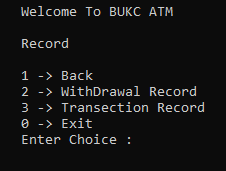 Welcome To BUKC ATM
Record
1 -> Back
2 -> WithDrawal Record
3 -> Transection Record
0 -> Exit
Enter Choice :